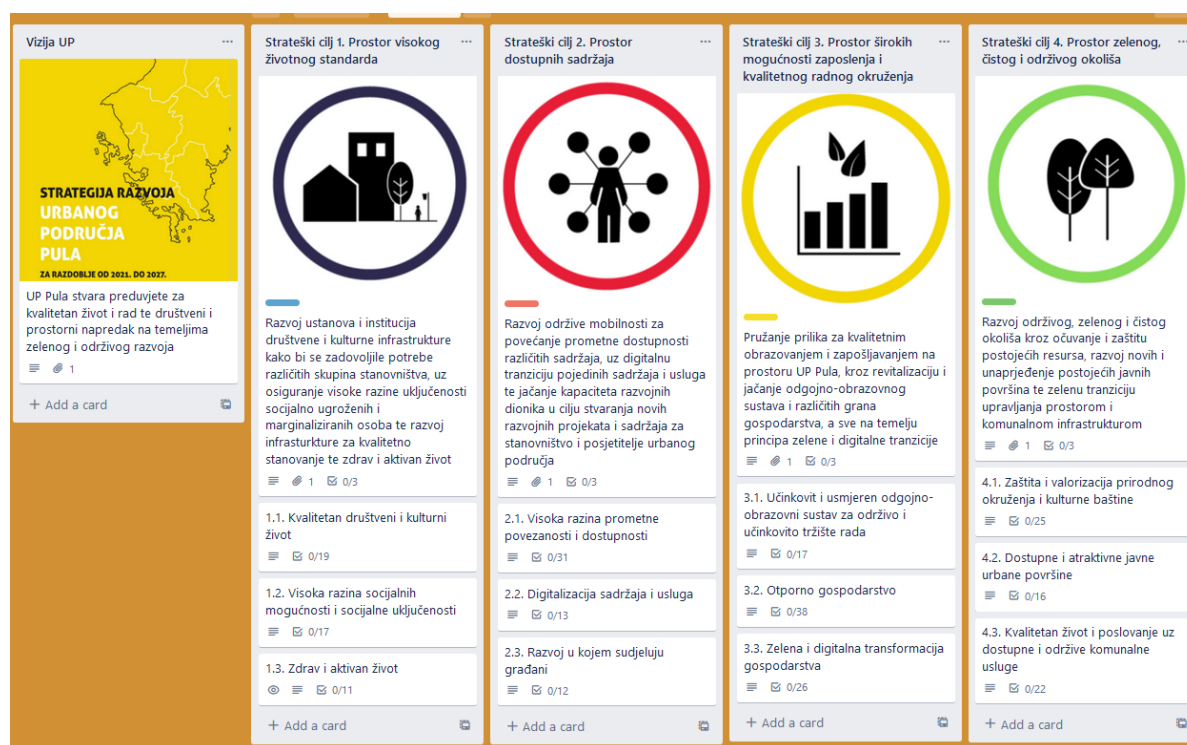 Vizija UP
STRATEGIJA RAZVOJA
URBANOG
PODRUČJA
PULA
ZA RAZDOBLJE OD 2021. DO 2027.
UP Pula stvara preduvjete za
kvalitetan život i rad te društveni i
prostorni napredak na temeljima
zelenog i održivog razvoja
1
+ Add a card
Strateški cilj 1. Prostor visokog
životnog standarda
Razvoj ustanova i institucija
društvene i kulturne infrastrukture
kako bi se zadovoljile potrebe
različitih skupina stanovništva, uz
osiguranje visoke razine uključenosti
socijalno ugroženih i
marginaliziranih osoba te razvoj
infrasturkture za kvalitetno
stanovanje te zdrav i aktivan život
1 0/3
1.1. Kvalitetan društveni i kulturni
život
0/19
1.2. Visoka razina socijalnih
mogućnosti i socijalne uključenosti
0/17
1.3. Zdrav i aktivan život
0/11
+ Add a card
Strateški cilj 2. Prostor
dostupnih sadržaja
Razvoj održive mobilnosti za
povećanje prometne dostupnosti
različitih sadržaja, uz digitalnu
tranziciju pojedinih sadržaja i usluga
te jačanje kapaciteta razvojnih
dionika u cilju stvaranja novih
razvojnih projekata i sadržaja za
stanovništvo i posjetitelje urbanog
područja
1 0/3
2.1. Visoka razina prometne
povezanosti i dostupnosti
0/31
2.2. Digitalizacija sadržaja i usluga
0/13
2.3. Razvoj u kojem sudjeluju
građani
0/12
+ Add a card
Strateški cilj 3. Prostor širokih
mogućnosti zaposlenja i
kvalitetnog radnog okruženja
Pružanje prilika za kvalitetnim
obrazovanjem i zapošljavanjem na
prostoru UP Pula, kroz revitalizaciju i
jačanje odgojno-obrazovnog
sustava i različitih grana
gospodarstva, a sve na temelju
principa zelene i digitalne tranzicije
1 0/3
3.1. Učinkovit i usmjeren odgojno-
obrazovni sustav za održivo i
učinkovito tržište rada
0/17
3.2. Otporno gospodarstvo
0/38
3.3. Zelena i digitalna transformacija
gospodarstva
0/26
+ Add a card
Strateški cilj 4. Prostor zelenog,
čistog i održivog okoliša
Razvoj održivog, zelenog i čistog
okoliša kroz očuvanje i zaštitu
postojećih resursa, razvoj novih i
unaprjeđenje postojećih javnih
površina te zelenu tranziciju
upravljanja prostorom i
komunalnom infrastrukturom
1 0/3
4.1. Zaštita i valorizacija prirodnog
okruženja i kulturne baštine
0/25
4.2. Dostupne i atraktivne javne
urbane površine
0/16
4.3. Kvalitetan život i poslovanje uz
dostupne i održive komunalne
usluge
0/22
+ Add a card